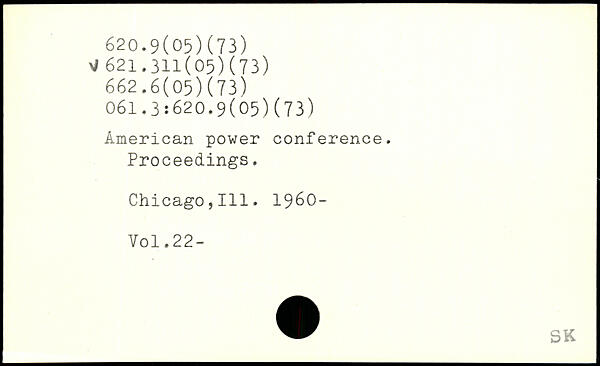 620.9(05)(73)
√621.311(05)(73)
662.6(05)(73)
061.3:620.9(05)(73)
American power conference.
Proceedings.
Chicago,Ill. 1960-
Vol.22-
SK